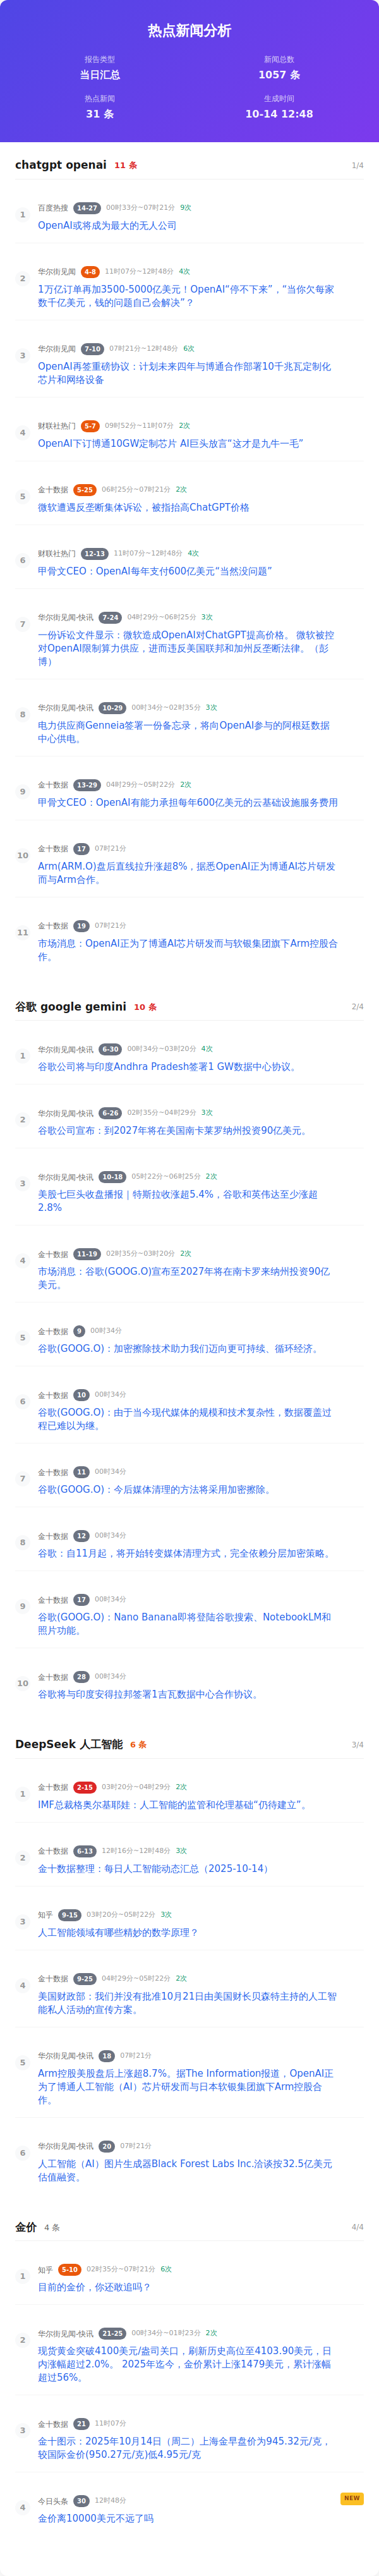 热点新闻分析
报告类型
新闻总数
当日汇总
1057 条
热点新闻
生成时间
31 条
10-14 12:48
chatgpt openai 11 条 1/4
1
百度热搜 14-27 00时33分~07时21分 9次
OpenAI或将成为最大的无人公司
2
华尔街见闻 4-8 11时07分~12时48分 4次
1万亿订单再加3500-5000亿美元！OpenAI“停不下来”，“当你欠每家
数千亿美元，钱的问题自己会解决”？
3
华尔街见闻 7-10 07时21分~12时48分 6次
OpenAI再签重磅协议：计划未来四年与博通合作部署10千兆瓦定制化
芯片和网络设备
4
财联社热门 5-7 09时52分~11时07分 2次
OpenAI下订博通10GW定制芯片 AI巨头放言“这才是九牛一毛”
5
金十数据 5-25 06时25分~07时21分 2次
微软遭遇反垄断集体诉讼，被指抬高ChatGPT价格
6
财联社热门 12-13 11时07分~12时48分 4次
甲骨文CEO：OpenAI每年支付600亿美元“当然没问题”
7
华尔街见闻-快讯 7-24 04时29分~06时25分 3次
一份诉讼文件显示：微软造成OpenAI对ChatGPT提高价格。 微软被控
对OpenAI限制算力供应，进而违反美国联邦和加州反垄断法律。（彭
博）
8
华尔街见闻-快讯 10-29 00时34分~02时35分 3次
电力供应商Genneia签署一份备忘录，将向OpenAI参与的阿根廷数据
中心供电。
9
金十数据 13-29 04时29分~05时22分 2次
甲骨文CEO：OpenAI有能力承担每年600亿美元的云基础设施服务费用
10
金十数据 17 07时21分
Arm(ARM.O)盘后直线拉升涨超8%，据悉OpenAI正为博通AI芯片研发
而与Arm合作。
11
金十数据 19 07时21分
市场消息：OpenAI正为了博通AI芯片研发而与软银集团旗下Arm控股合
作。
谷歌 google gemini 10 条 2/4
1
华尔街见闻-快讯 6-30 00时34分~03时20分 4次
谷歌公司将与印度Andhra Pradesh签署1 GW数据中心协议。
2
华尔街见闻-快讯 6-26 02时35分~04时29分 3次
谷歌公司宣布：到2027年将在美国南卡莱罗纳州投资90亿美元。
3
华尔街见闻-快讯 10-18 05时22分~06时25分 2次
美股七巨头收盘播报｜特斯拉收涨超5.4%，谷歌和英伟达至少涨超
2.8%
4
金十数据 11-19 02时35分~03时20分 2次
市场消息：谷歌(GOOG.O)宣布至2027年将在南卡罗来纳州投资90亿
美元。
5
金十数据 9 00时34分
谷歌(GOOG.O)：加密擦除技术助力我们迈向更可持续、循环经济。
6
金十数据 10 00时34分
谷歌(GOOG.O)：由于当今现代媒体的规模和技术复杂性，数据覆盖过
程已难以为继。
7
金十数据 11 00时34分
谷歌(GOOG.O)：今后媒体清理的方法将采用加密擦除。
8
金十数据 12 00时34分
谷歌：自11月起，将开始转变媒体清理方式，完全依赖分层加密策略。
9
金十数据 17 00时34分
谷歌(GOOG.O)：Nano Banana即将登陆谷歌搜索、NotebookLM和
照片功能。
10
金十数据 28 00时34分
谷歌将与印度安得拉邦签署1吉瓦数据中心合作协议。
DeepSeek 人工智能 6 条 3/4
1
金十数据 2-15 03时20分~04时29分 2次
IMF总裁格奥尔基耶娃：人工智能的监管和伦理基础“仍待建立”。
2
金十数据 6-13 12时16分~12时48分 3次
金十数据整理：每日人工智能动态汇总（2025-10-14）
3
知乎 9-15 03时20分~05时22分 3次
人工智能领域有哪些精妙的数学原理？
4
金十数据 9-25 04时29分~05时22分 2次
美国财政部：我们并没有批准10月21日由美国财长贝森特主持的人工智
能私人活动的宣传方案。
5
华尔街见闻-快讯 18 07时21分
Arm控股美股盘后上涨超8.7%。据The Information报道，OpenAI正
为了博通人工智能（AI）芯片研发而与日本软银集团旗下Arm控股合
作。
6
华尔街见闻-快讯 20 07时21分
人工智能（AI）图片生成器Black Forest Labs Inc.洽谈按32.5亿美元
估值融资。
金价 4 条 4/4
1
知乎 5-10 02时35分~07时21分 6次
目前的金价，你还敢追吗？
2
华尔街见闻-快讯 21-25 00时34分~01时23分 2次
现货黄金突破4100美元/盎司关口，刷新历史高位至4103.90美元，日
内涨幅超过2.0%。 2025年迄今，金价累计上涨1479美元，累计涨幅
超过56%。
3
金十数据 21 11时07分
金十图示：2025年10月14日（周二）上海金早盘价为945.32元/克，
较国际金价(950.27元/克)低4.95元/克
4
今日头条 30 12时48分
NEW
金价离10000美元不远了吗